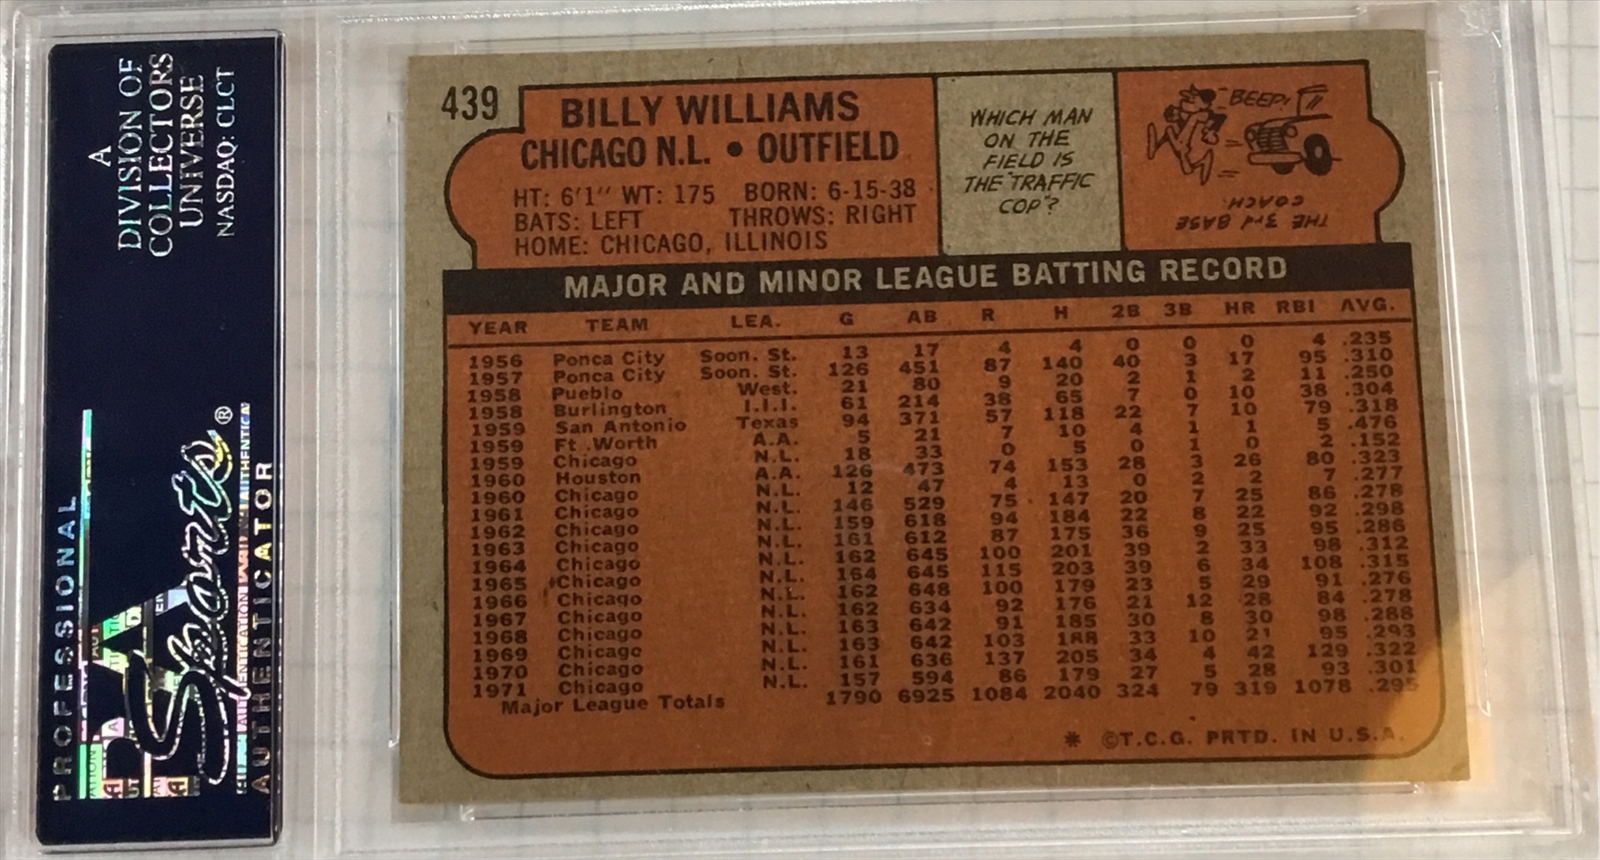 A
DIVISION OF
COLLECTORS
UNIVERSE
NASDAQ: CLCT
PROFESSIONAL
Sports®
AUTHENTICATOR
439
BILLY WILLIAMS
CHICAGO N.L. • OUTFIELD
HT: 6'1" WT: 175 BORN: 6-15-38
BATS: LEFT THROWS: RIGHT
HOME: CHICAGO, ILLINOIS
WHICH MAN
ON THE
FIELD IS
THE "TRAFFIC
COP"?
BEEP!
THE 3rd BASE
COACH.
MAJOR AND MINOR LEAGUE BATTING RECORD
YEAR TEAM LEA. G AB R H 2B 3B HR RBI AVG.
1956 Ponca City Soon. St. 13 17 4 4 0 0 0 4 .235
1957 Ponca City Soon. St. 126 451 87 140 40 3 17 95 .310
1958 Pueblo West. 21 80 9 20 2 1 2 11 .250
1958 Burlington I.I.I. 61 214 38 65 7 0 10 38 .304
1959 San Antonio Texas 94 371 57 118 22 7 10 79 .318
1959 Ft. Worth A.A. 5 21 7 10 4 1 1 5 .476
1959 Chicago N.L. 18 33 0 5 0 1 0 2 .152
1960 Houston A.A. 126 473 74 153 28 3 26 80 .323
1960 Chicago N.L. 12 47 4 13 0 2 2 7 .277
1961 Chicago N.L. 146 529 75 147 20 7 25 86 .278
1962 Chicago N.L. 159 618 94 184 22 8 22 92 .298
1963 Chicago N.L. 161 612 87 175 36 9 25 95 .286
1964 Chicago N.L. 162 645 100 201 39 2 33 98 .312
1965 Chicago N.L. 164 645 115 203 39 6 34 108 .315
1966 Chicago N.L. 162 648 100 179 23 5 29 91 .276
1967 Chicago N.L. 162 634 92 176 21 12 28 84 .278
1968 Chicago N.L. 163 642 91 185 30 8 30 98 .288
1969 Chicago N.L. 163 642 103 188 33 10 21 95 .293
1970 Chicago N.L. 161 636 137 205 34 4 42 129 .322
1971 Chicago N.L. 157 594 86 179 27 5 28 93 .301
Major League Totals 1790 6925 1084 2040 324 79 319 1078 .295
* ©T.C.G. PRTD. IN U.S.A.